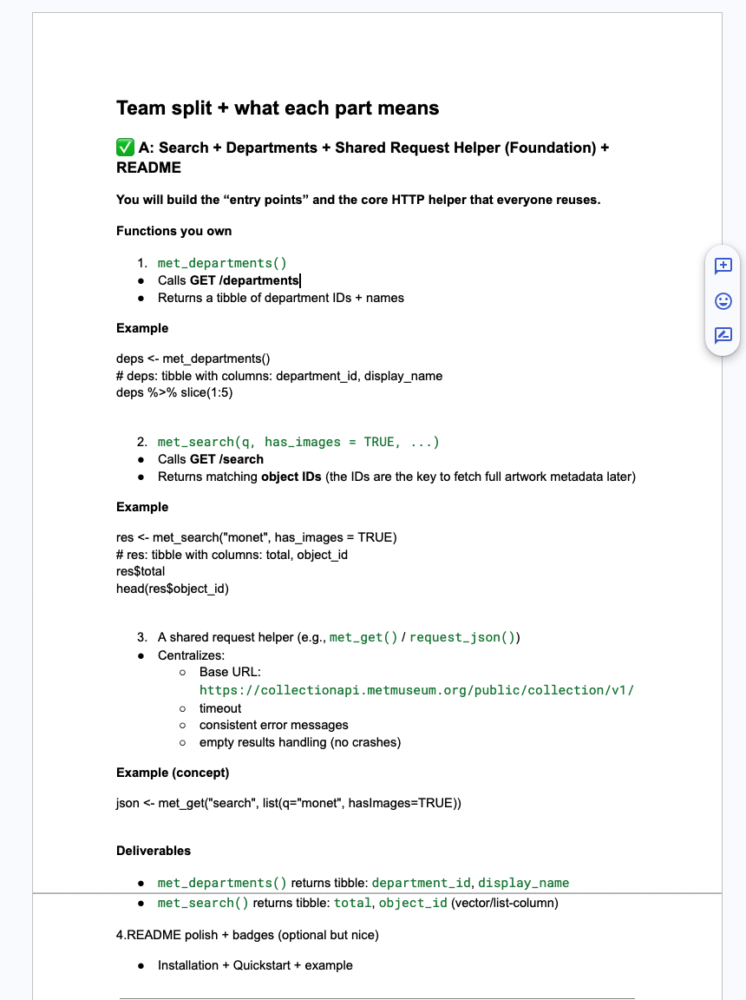 Team split + what each part means
✅ A: Search + Departments + Shared Request Helper (Foundation) +
README
You will build the “entry points” and the core HTTP helper that everyone reuses.
Functions you own
1. met_departments()
● Calls GET /departments
● Returns a tibble of department IDs + names
Example
deps <- met_departments()
# deps: tibble with columns: department_id, display_name
deps %>% slice(1:5)
2. met_search(q, has_images = TRUE, ...)
● Calls GET /search
● Returns matching object IDs (the IDs are the key to fetch full artwork metadata later)
Example
res <- met_search("monet", has_images = TRUE)
# res: tibble with columns: total, object_id
res$total
head(res$object_id)
3. A shared request helper (e.g., met_get() / request_json())
● Centralizes:
○ Base URL:
https://collectionapi.metmuseum.org/public/collection/v1/
○ timeout
○ consistent error messages
○ empty results handling (no crashes)
Example (concept)
json <- met_get("search", list(q="monet", hasImages=TRUE))
Deliverables
● met_departments() returns tibble: department_id, display_name
● met_search() returns tibble: total, object_id (vector/list-column)
4.README polish + badges (optional but nice)
● Installation + Quickstart + example